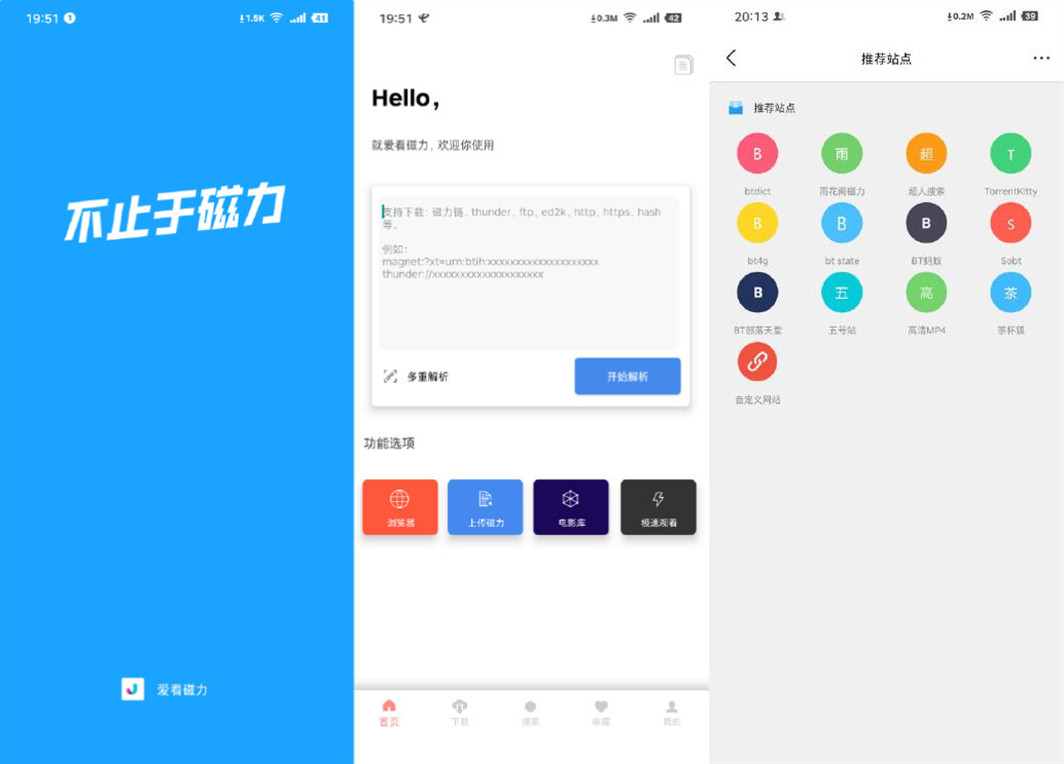 19:51
1.5K
41
不止于磁力
爱看磁力
19:51
0.3M
42
Hello,
就爱看磁力, 欢迎你使用
支持下载: 磁力链, thunder, ftp, ed2k, http, https, hash
等。
例如:
magnet:?xt=urn:btih:xxxxxxxxxxxxxxxxxxxx
thunder://xxxxxxxxxxxxxxxxxxxx
多重解析
开始解析
功能选项
浏览器
上传磁力
电影库
极速观看
首页
下载
搜索
收藏
我的
20:13
0.2M
39
推荐站点
推荐站点
B 雨 超 T
btdict 雨花阁磁力 超人搜索 TorrentKitty
B B B S
bt4g bt state BT蚂蚁 Sobt
B 五 高 茶
BT部落天堂 五号站 高清MP4 茶杯狐
自定义网站